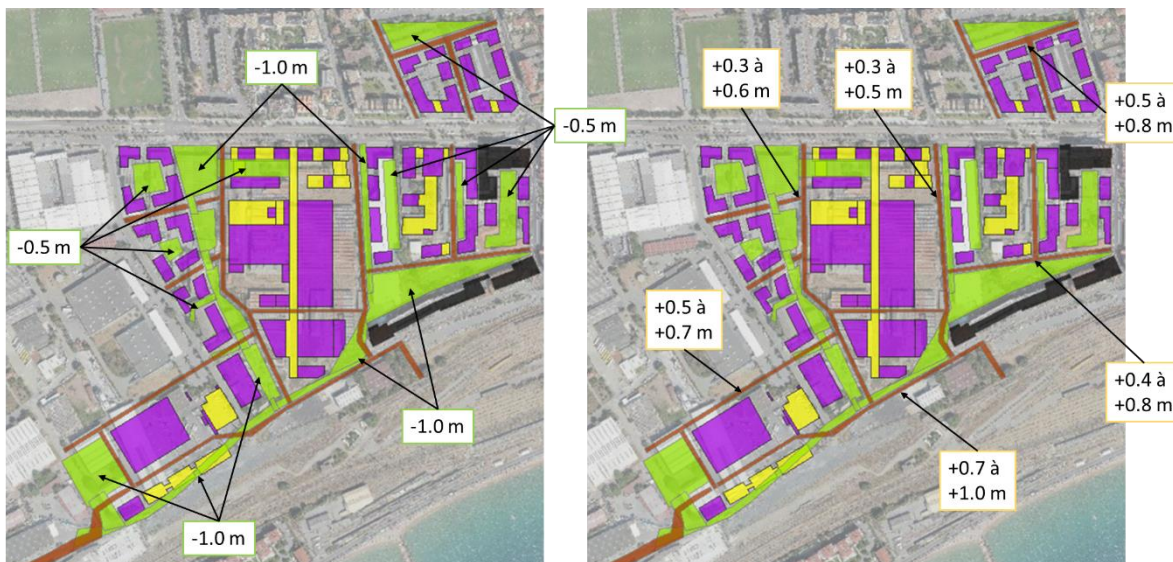 -1.0 m
-0.5 m
-0.5 m
-1.0 m
-1.0 m
+0.3 à
+0.6 m
+0.3 à
+0.5 m
+0.5 à
+0.8 m
+0.5 à
+0.7 m
+0.4 à
+0.8 m
+0.7 à
+1.0 m